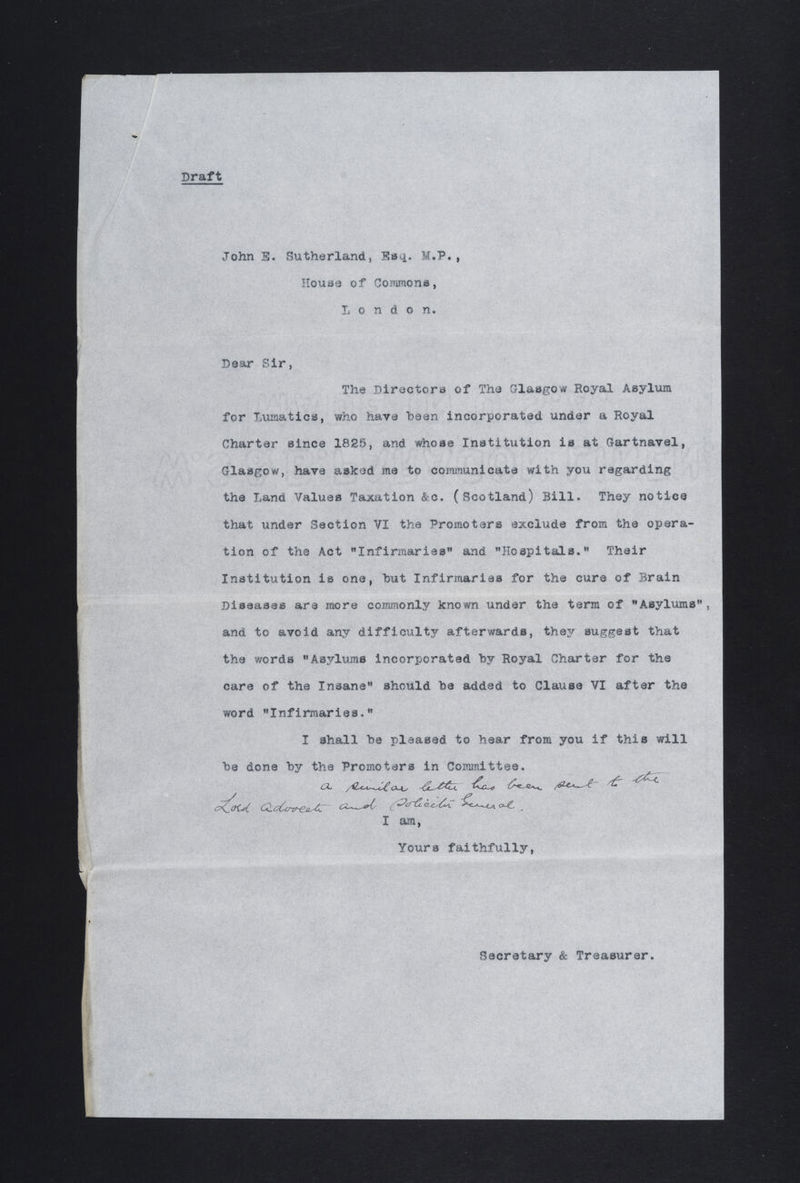 Draft
John E. Sutherland, Esq. M.P.,
House of Commons,
L o n d o n.
Dear Sir,
The Directors of The Glasgow Royal Asylum
for Lumatics, who have been incorporated under a Royal
Charter since 1825, and whose Institution is at Gartnavel,
Glasgow, have asked me to communicate with you regarding
the Land Values Taxation &c. (Scotland) Bill. They notice
that under Section VI the Promoters exclude from the opera-
tion of the Act "Infirmaries" and "Hospitals." Their
Institution is one, but Infirmaries for the cure of Brain
Diseases are more commonly known under the term of "Asylums",
and to avoid any difficulty afterwards, they suggest that
the words "Asylums incorporated by Royal Charter for the
care of the Insane" should be added to Clause VI after the
word "Infirmaries."
I shall be pleased to hear from you if this will
be done by the Promoters in Committee.
a similar letter has been sent to the
Lord Advocate and Solicitor General.
I am,
Yours faithfully,
Secretary & Treasurer.